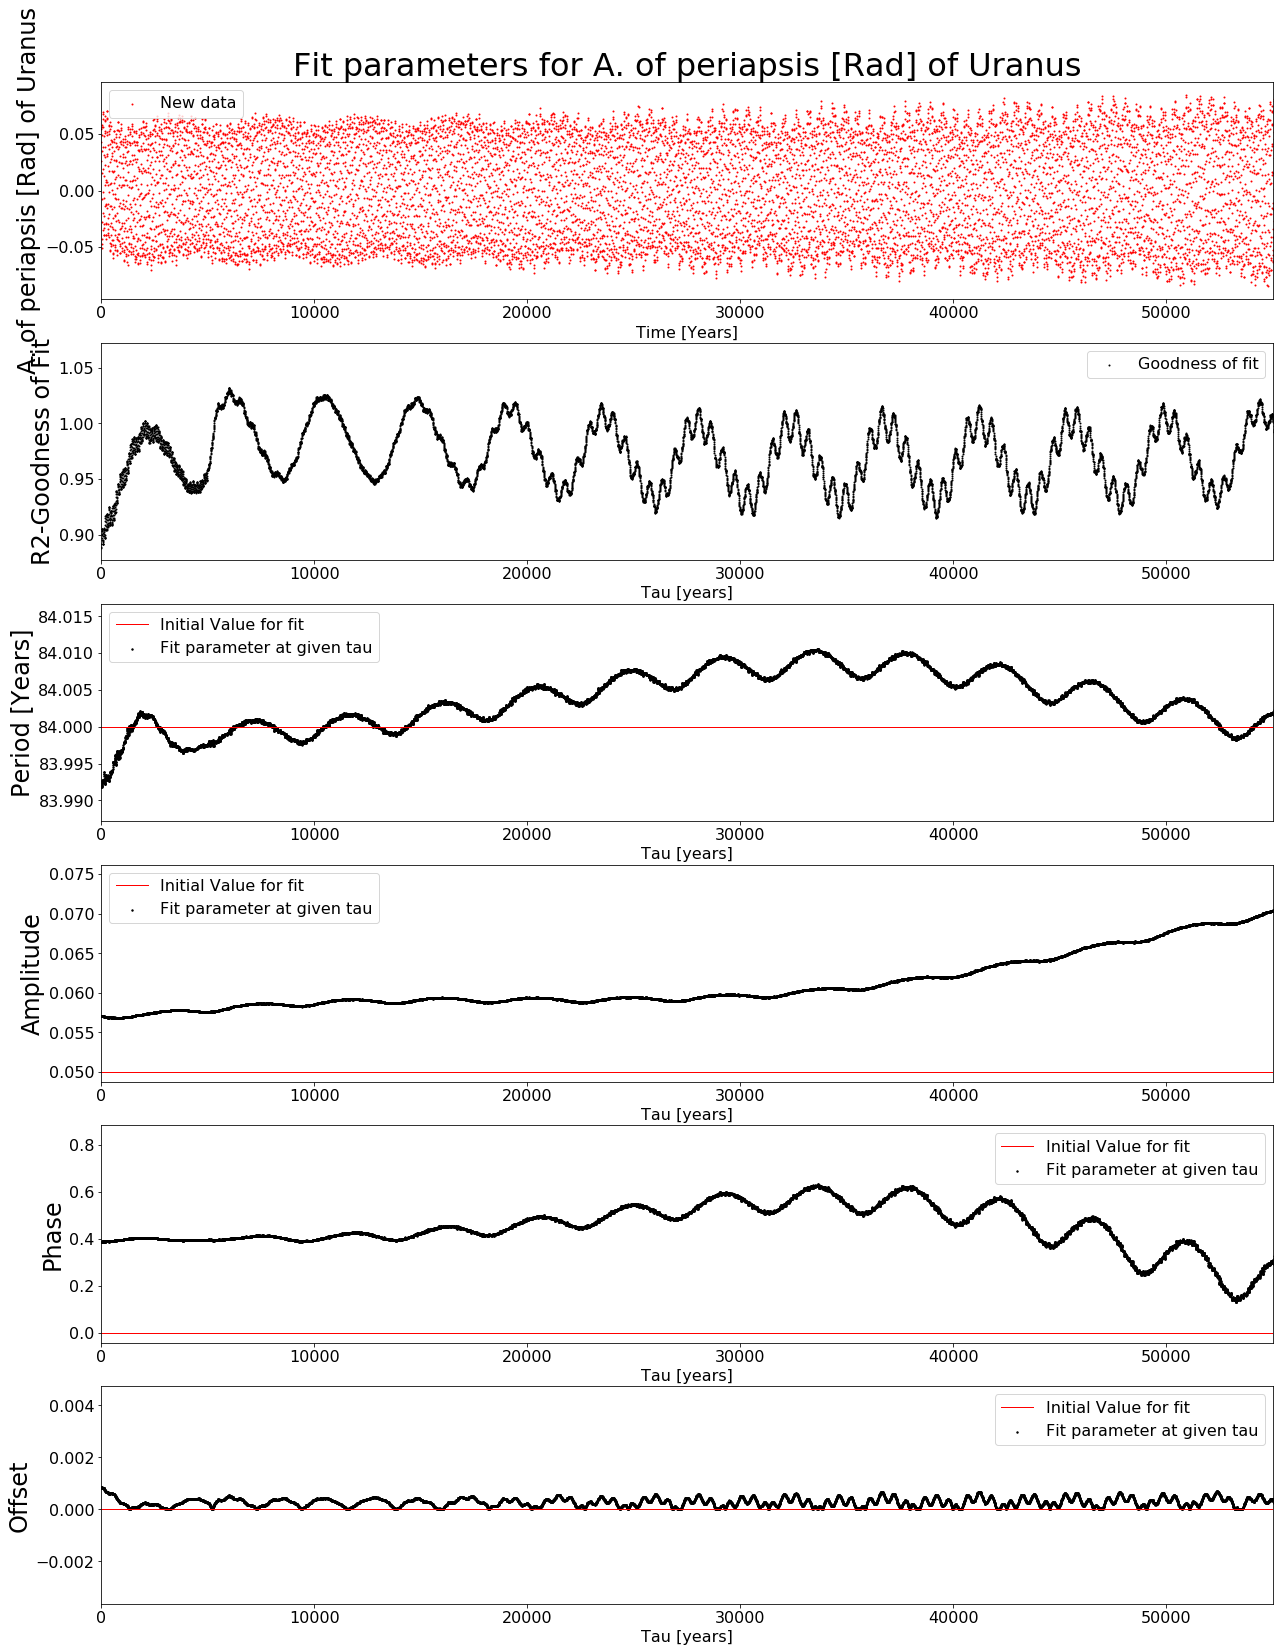 Fit parameters for A. of periapsis [Rad] of Uranus
A. of periapsis [Rad] of Uranus
New data
0.05
0.00
−0.05
0 10000 20000 30000 40000 50000
Time [Years]
R2-Goodness of Fit
Goodness of fit
1.05
1.00
0.95
0.90
0 10000 20000 30000 40000 50000
Tau [years]
Period [Years]
Initial Value for fit
Fit parameter at given tau
84.015
84.010
84.005
84.000
83.995
83.990
0 10000 20000 30000 40000 50000
Tau [years]
Amplitude
Initial Value for fit
Fit parameter at given tau
0.075
0.070
0.065
0.060
0.055
0.050
0 10000 20000 30000 40000 50000
Tau [years]
Phase
Initial Value for fit
Fit parameter at given tau
0.8
0.6
0.4
0.2
0.0
0 10000 20000 30000 40000 50000
Tau [years]
Offset
Initial Value for fit
Fit parameter at given tau
0.004
0.002
0.000
−0.002
0 10000 20000 30000 40000 50000
Tau [years]